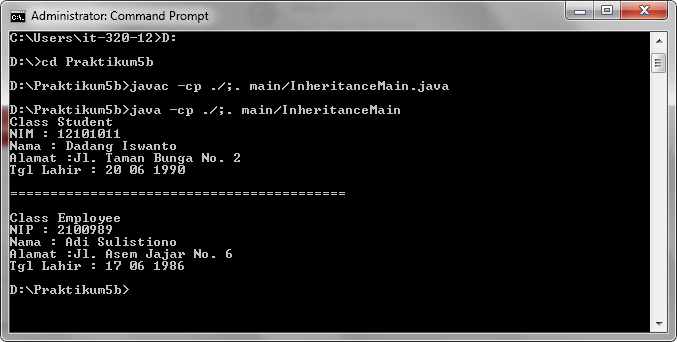 Administrator: Command Prompt
C:\Users\it-320-12>D:
D:\>cd Praktikum5b
D:\Praktikum5b>javac -cp ./;. main/InheritanceMain.java
D:\Praktikum5b>java -cp ./;. main/InheritanceMain
Class Student
NIM : 12101011
Nama : Dadang Iswanto
Alamat :Jl. Taman Bunga No. 2
Tgl Lahir : 20 06 1990
==========================================
Class Employee
NIP : 2100989
Nama : Adi Sulistiono
Alamat :Jl. Asem Jajar No. 6
Tgl Lahir : 17 06 1986
D:\Praktikum5b>